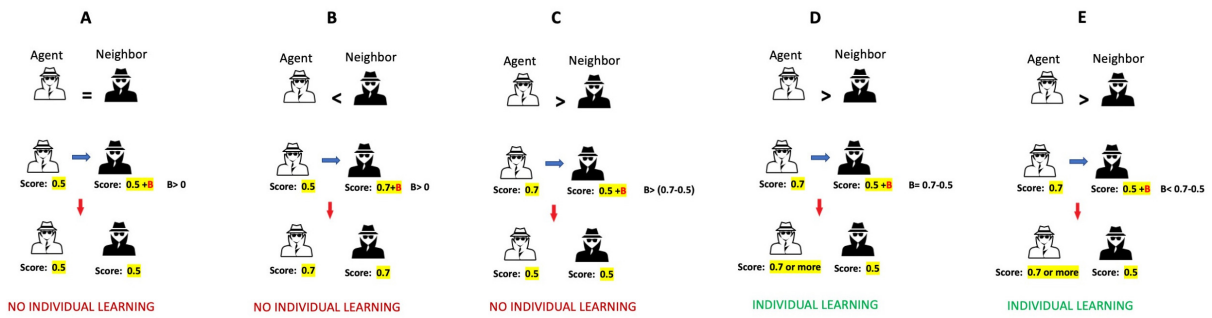 A
Agent Neighbor
=
Score: 0.5 Score: 0.5 +B B> 0
Score: 0.5 Score: 0.5
NO INDIVIDUAL LEARNING
B
Agent Neighbor
<
Score: 0.5 Score: 0.7+B B> 0
Score: 0.7 Score: 0.7
NO INDIVIDUAL LEARNING
C
Agent Neighbor
>
Score: 0.7 Score: 0.5 +B B> (0.7-0.5)
Score: 0.5 Score: 0.5
NO INDIVIDUAL LEARNING
D
Agent Neighbor
>
Score: 0.7 Score: 0.5 +B B= 0.7-0.5
Score: 0.7 or more Score: 0.5
INDIVIDUAL LEARNING
E
Agent Neighbor
>
Score: 0.7 Score: 0.5 +B B< 0.7-0.5
Score: 0.7 or more Score: 0.5
INDIVIDUAL LEARNING